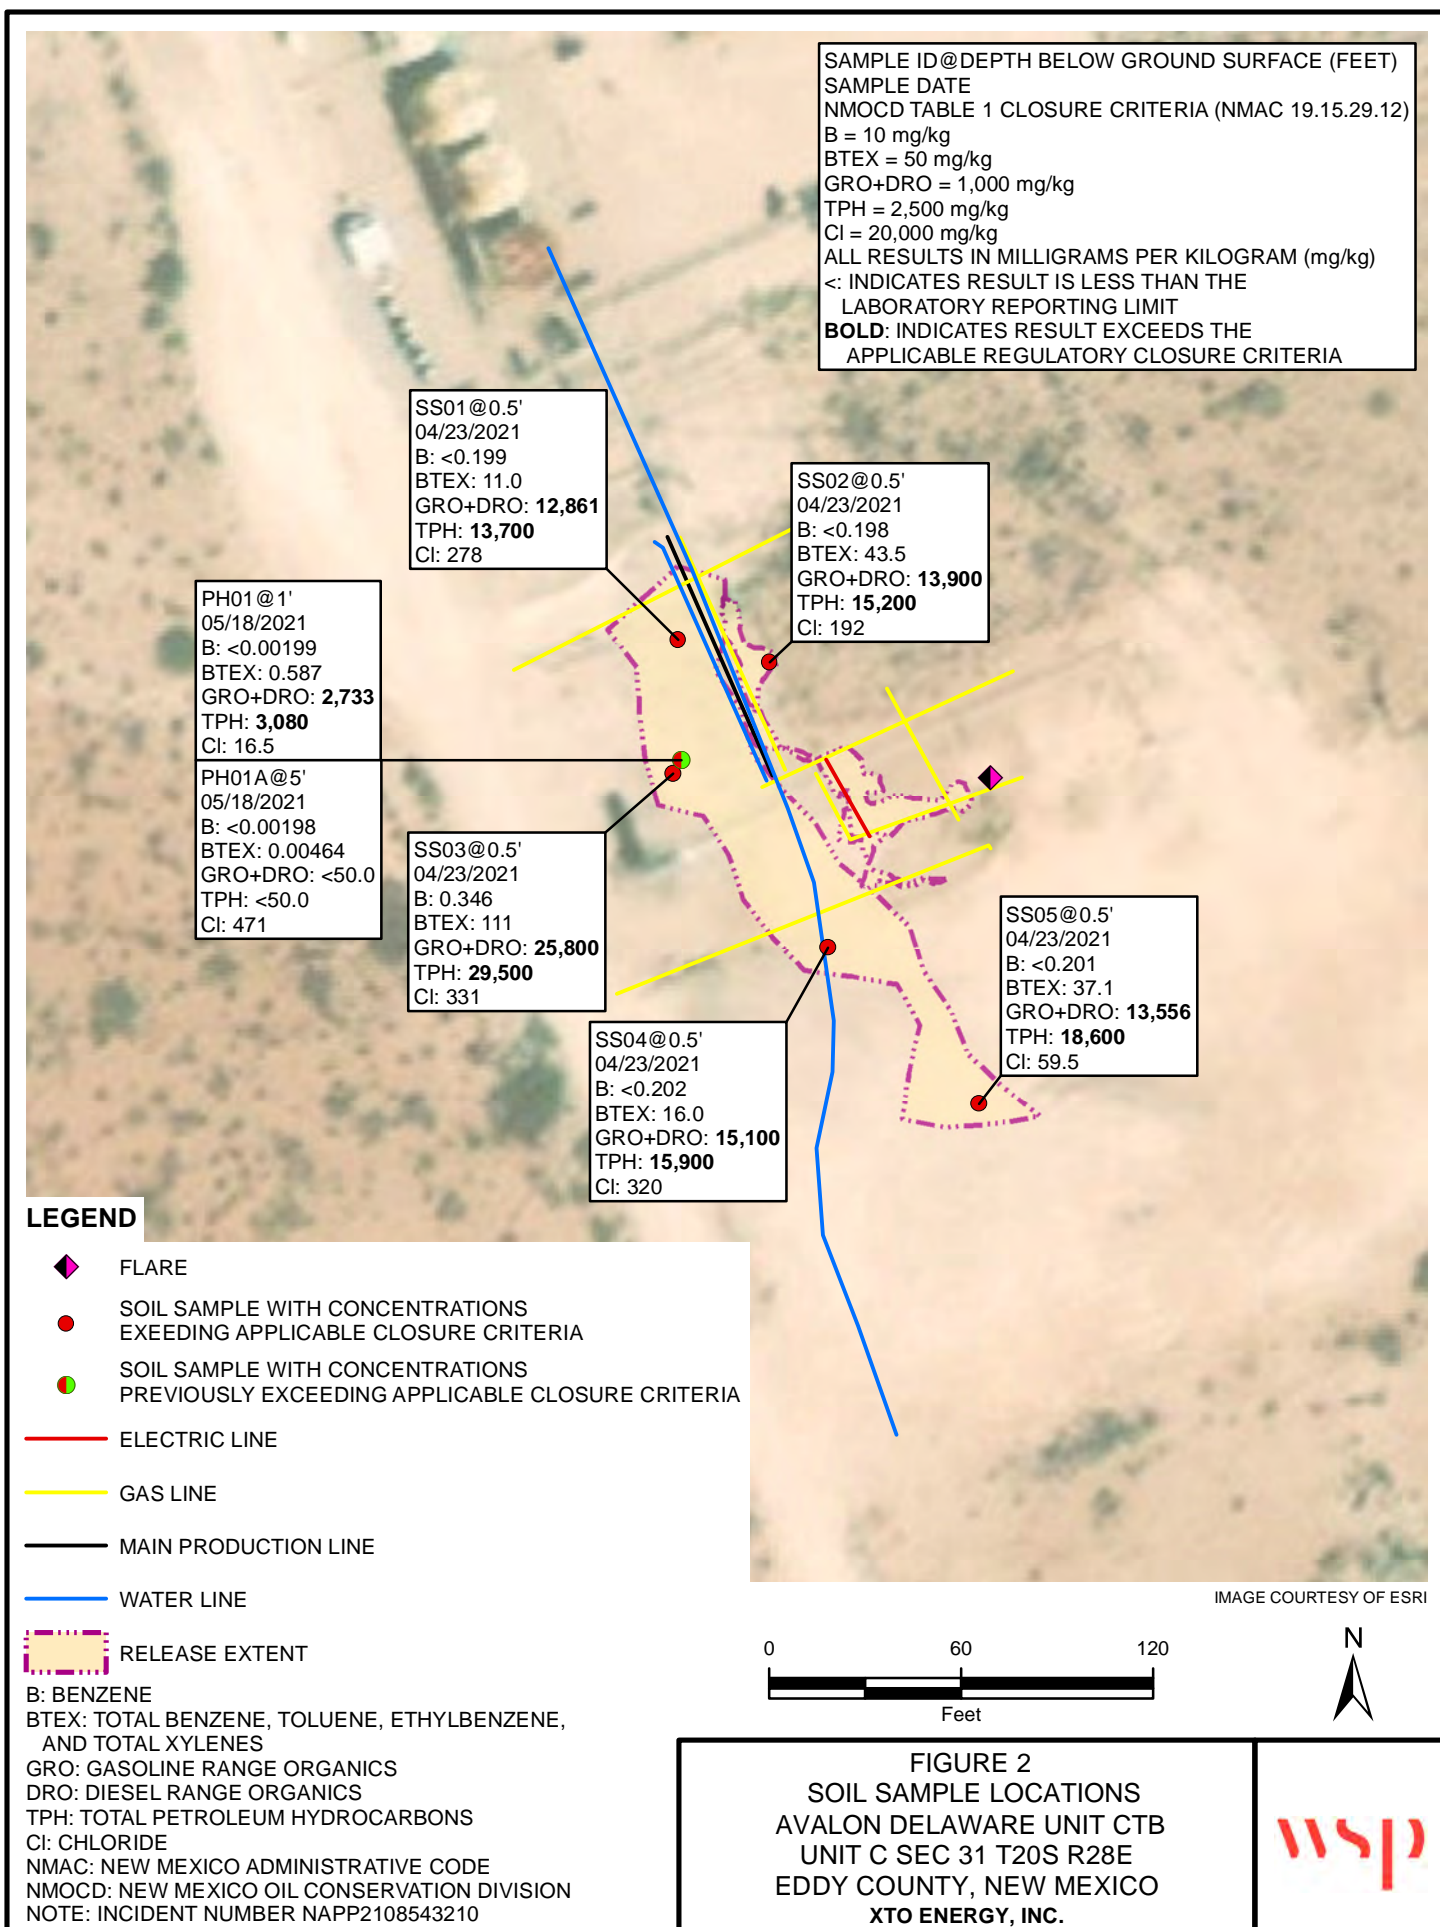 SAMPLE ID@DEPTH BELOW GROUND SURFACE (FEET)
SAMPLE DATE
NMOCD TABLE 1 CLOSURE CRITERIA (NMAC 19.15.29.12)
B = 10 mg/kg
BTEX = 50 mg/kg
GRO+DRO = 1,000 mg/kg
TPH = 2,500 mg/kg
Cl = 20,000 mg/kg
ALL RESULTS IN MILLIGRAMS PER KILOGRAM (mg/kg)
<: INDICATES RESULT IS LESS THAN THE
LABORATORY REPORTING LIMIT
BOLD: INDICATES RESULT EXCEEDS THE
APPLICABLE REGULATORY CLOSURE CRITERIA
SS01@0.5'
04/23/2021
B: <0.199
BTEX: 11.0
GRO+DRO: 12,861
TPH: 13,700
Cl: 278
SS02@0.5'
04/23/2021
B: <0.198
BTEX: 43.5
GRO+DRO: 13,900
TPH: 15,200
Cl: 192
PH01@1'
05/18/2021
B: <0.00199
BTEX: 0.587
GRO+DRO: 2,733
TPH: 3,080
Cl: 16.5
PH01A@5'
05/18/2021
B: <0.00198
BTEX: 0.00464
GRO+DRO: <50.0
TPH: <50.0
Cl: 471
SS03@0.5'
04/23/2021
B: 0.346
BTEX: 111
GRO+DRO: 25,800
TPH: 29,500
Cl: 331
SS05@0.5'
04/23/2021
B: <0.201
BTEX: 37.1
GRO+DRO: 13,556
TPH: 18,600
Cl: 59.5
SS04@0.5'
04/23/2021
B: <0.202
BTEX: 16.0
GRO+DRO: 15,100
TPH: 15,900
Cl: 320
LEGEND
FLARE
SOIL SAMPLE WITH CONCENTRATIONS
EXEEDING APPLICABLE CLOSURE CRITERIA
SOIL SAMPLE WITH CONCENTRATIONS
PREVIOUSLY EXCEEDING APPLICABLE CLOSURE CRITERIA
ELECTRIC LINE
GAS LINE
MAIN PRODUCTION LINE
WATER LINE
RELEASE EXTENT
B: BENZENE
BTEX: TOTAL BENZENE, TOLUENE, ETHYLBENZENE,
AND TOTAL XYLENES
GRO: GASOLINE RANGE ORGANICS
DRO: DIESEL RANGE ORGANICS
TPH: TOTAL PETROLEUM HYDROCARBONS
Cl: CHLORIDE
NMAC: NEW MEXICO ADMINISTRATIVE CODE
NMOCD: NEW MEXICO OIL CONSERVATION DIVISION
NOTE: INCIDENT NUMBER NAPP2108543210
IMAGE COURTESY OF ESRI
0 60 120
Feet
N
FIGURE 2
SOIL SAMPLE LOCATIONS
AVALON DELAWARE UNIT CTB
UNIT C SEC 31 T20S R28E
EDDY COUNTY, NEW MEXICO
XTO ENERGY, INC.
wsp